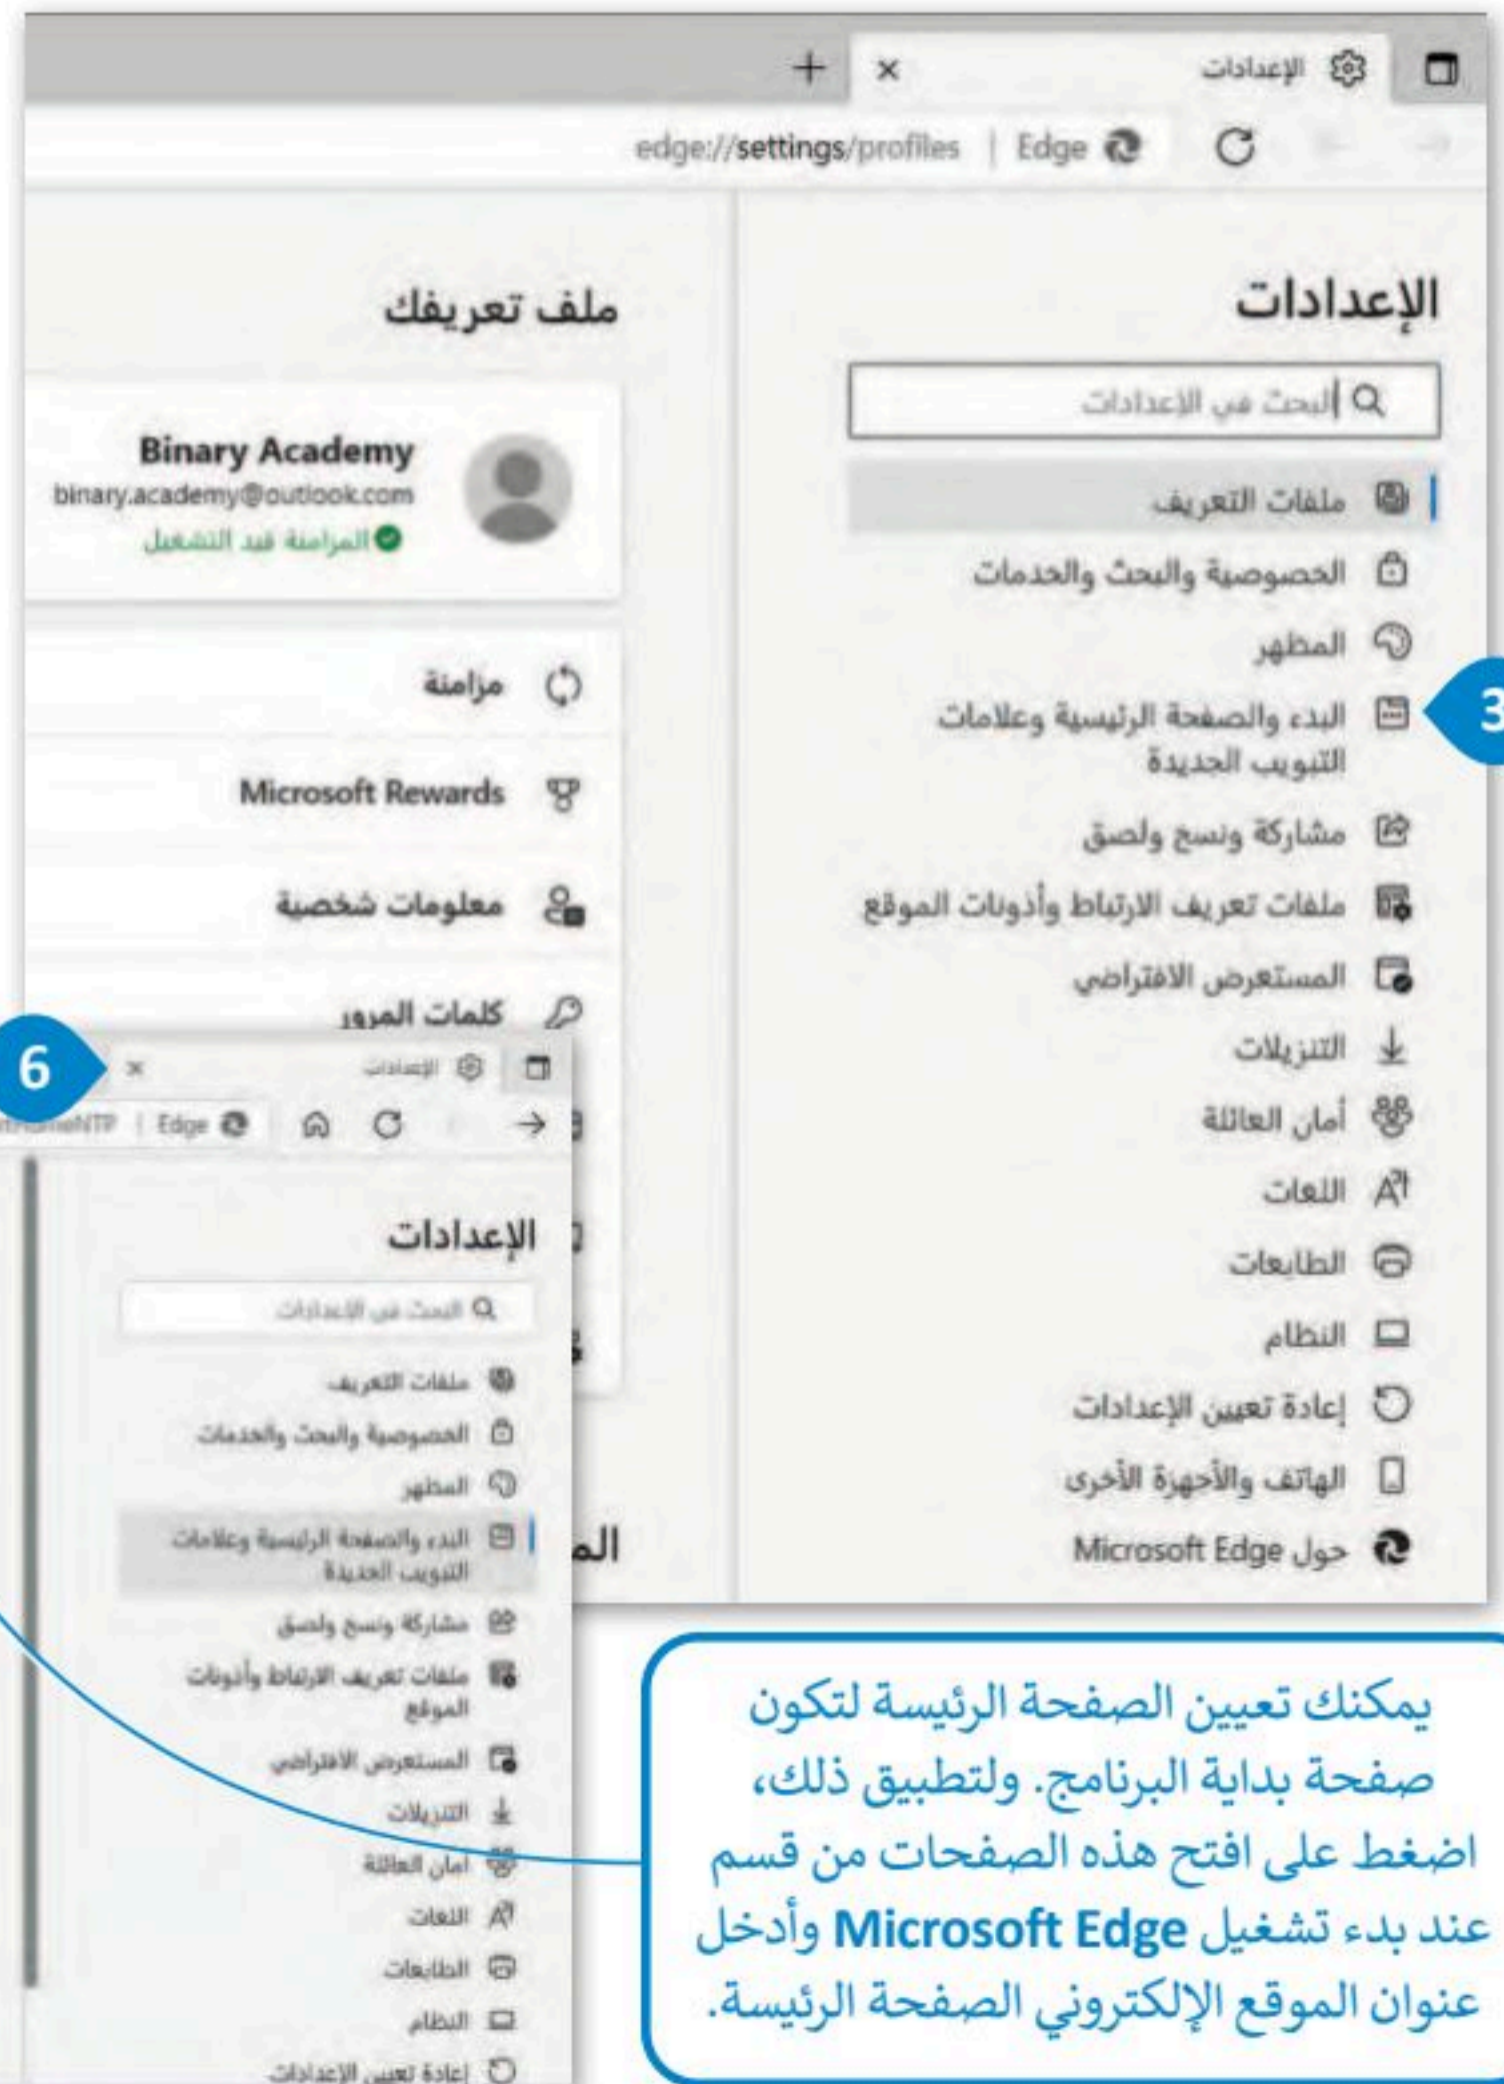 الإعدادات
edge://settings/profiles | Edge
الإعدادات
البحث في الإعدادات
ملفات التعريف
الخصوصية والبحث والخدمات
المظهر
3
البدء والصفحة الرئيسية وعلامات
التبويب الجديدة
مشاركة ونسخ ولصق
ملفات تعريف الارتباط وأذونات الموقع
المستعرض الافتراضي
التنزيلات
أمان العائلة
اللغات
الطابعات
النظام
إعادة تعيين الإعدادات
الهاتف والأجهزة الأخرى
حول Microsoft Edge
ملف تعريفك
Binary Academy
binary.academy@outlook.com
المزامنة قيد التشغيل
مزامنة
Microsoft Rewards
معلومات شخصية
كلمات المرور
6
الإعدادات
Edge
الإعدادات
البحث في الإعدادات
ملفات التعريف
الخصوصية والبحث والخدمات
المظهر
البدء والصفحة الرئيسية وعلامات
التبويب الجديدة
مشاركة ونسخ ولصق
ملفات تعريف الارتباط وأذونات
الموقع
المستعرض الافتراضي
التنزيلات
أمان العائلة
اللغات
الطابعات
النظام
إعادة تعيين الإعدادات
يمكنك تعيين الصفحة الرئيسة لتكون
صفحة بداية البرنامج. ولتطبيق ذلك،
اضغط على افتح هذه الصفحات من قسم
عند بدء تشغيل Microsoft Edge وأدخل
عنوان الموقع الإلكتروني الصفحة الرئيسة.